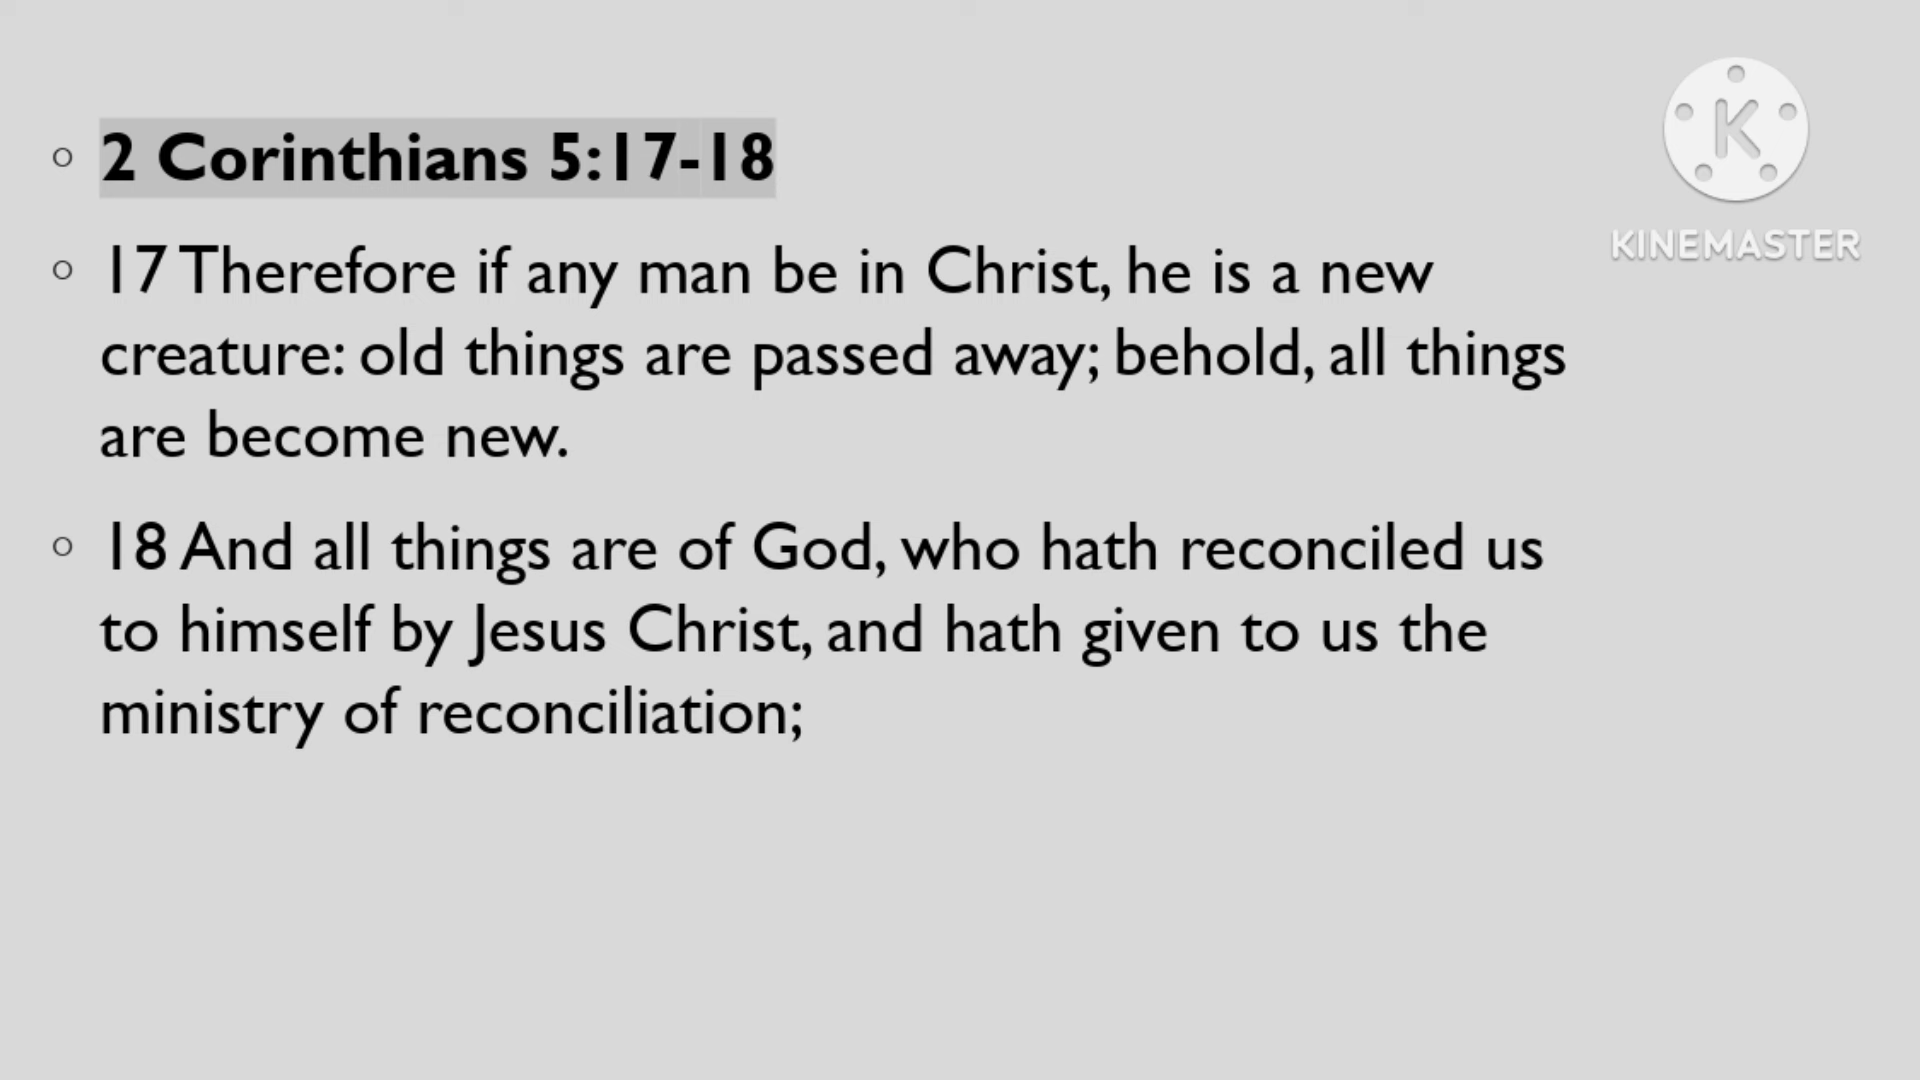 2 Corinthians 5:17-18
17 Therefore if any man be in Christ, he is a new
creature: old things are passed away; behold, all things
are become new.
18 And all things are of God, who hath reconciled us
to himself by Jesus Christ, and hath given to us the
ministry of reconciliation;
K
KINEMASTER